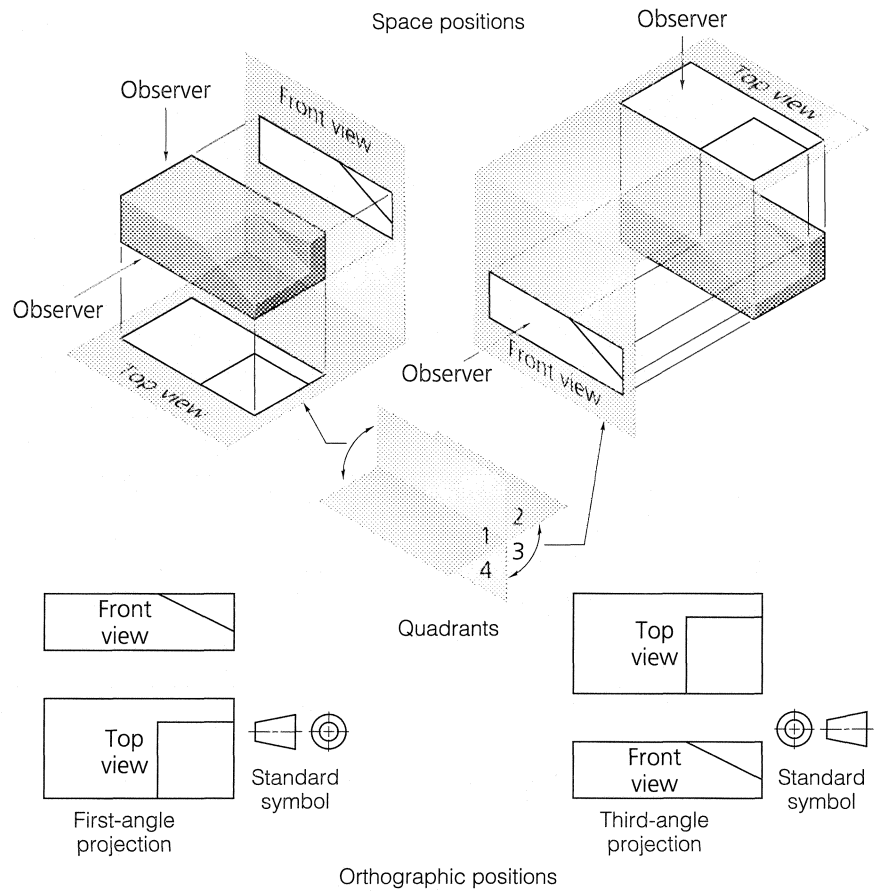 Space positions
Observer
Observer
Front view
Top view
Observer
Top view
Observer
Front view
1
2
3
4
Quadrants
Front
view
Top
view
Standard
symbol
First-angle
projection
Top
view
Front
view
Standard
symbol
Third-angle
projection
Orthographic positions